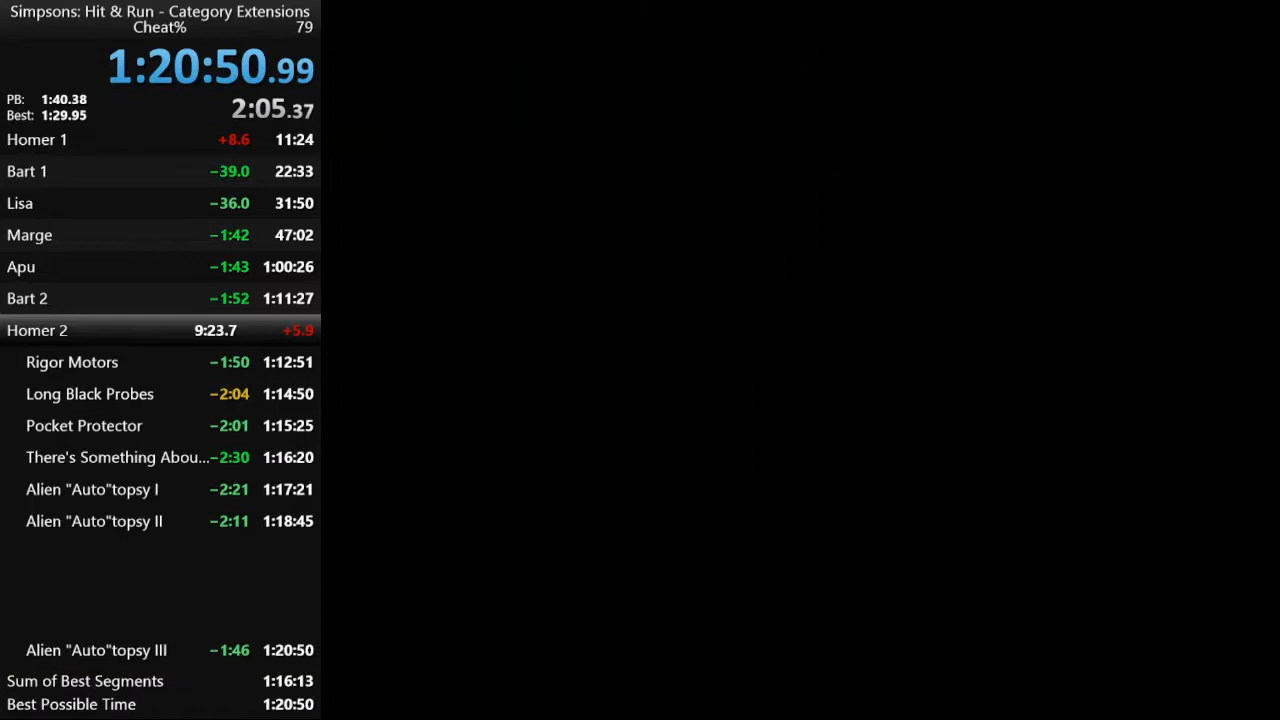 Simpsons: Hit & Run - Category Extensions
Cheat% 79
1:20:50.99
PB: 1:40.38
Best: 1:29.95
2:05.37
Homer 1 +8.6 11:24
Bart 1 −39.0 22:33
Lisa −36.0 31:50
Marge −1:42 47:02
Apu −1:43 1:00:26
Bart 2 −1:52 1:11:27
Homer 2 9:23.7 +5.9
Rigor Motors −1:50 1:12:51
Long Black Probes −2:04 1:14:50
Pocket Protector −2:01 1:15:25
There's Something Abou... −2:30 1:16:20
Alien "Auto"topsy I −2:21 1:17:21
Alien "Auto"topsy II −2:11 1:18:45
Alien "Auto"topsy III −1:46 1:20:50
Sum of Best Segments 1:16:13
Best Possible Time 1:20:50